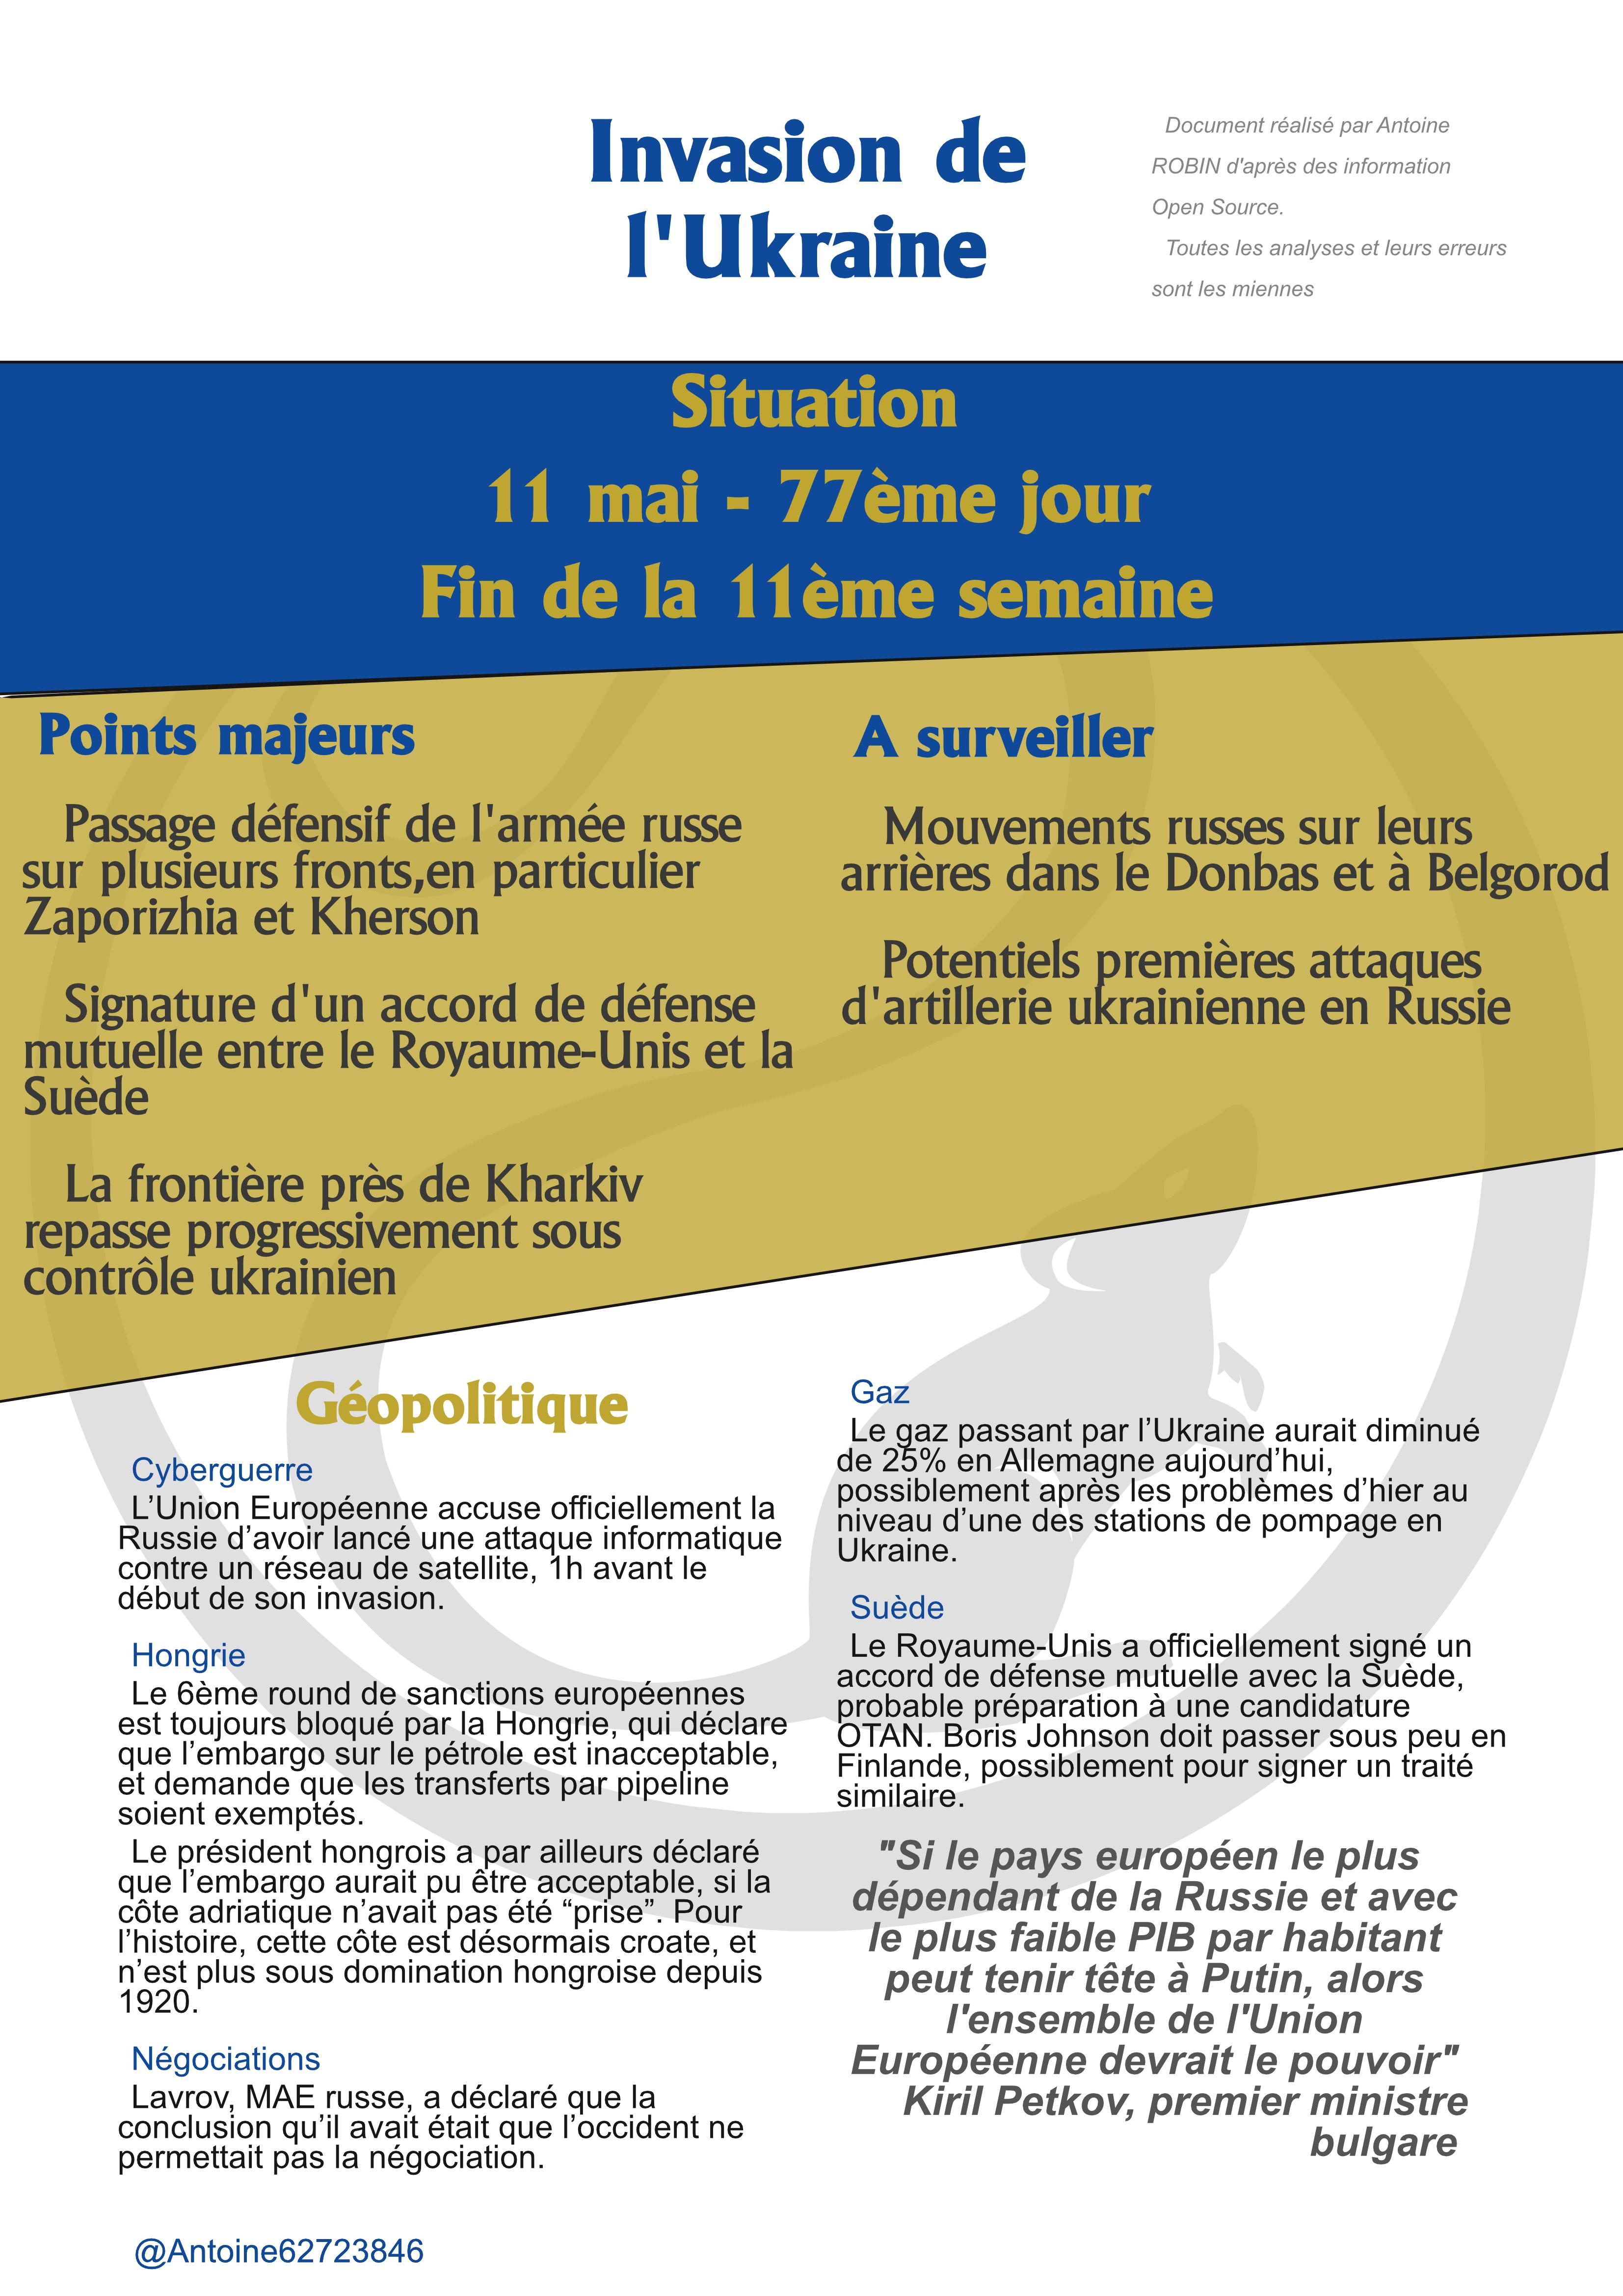 Invasion de
l'Ukraine
Document réalisé par Antoine
ROBIN d'après des information
Open Source.
Toutes les analyses et leurs erreurs
sont les miennes
Situation
11 mai - 77ème jour
Fin de la 11ème semaine
Points majeurs
Passage défensif de l'armée russe
sur plusieurs fronts,en particulier
Zaporizhia et Kherson
Signature d'un accord de défense
mutuelle entre le Royaume-Unis et la
Suède
La frontière près de Kharkiv
repasse progressivement sous
contrôle ukrainien
A surveiller
Mouvements russes sur leurs
arrières dans le Donbas et à Belgorod
Potentiels premières attaques
d'artillerie ukrainienne en Russie
Géopolitique
Cyberguerre
L’Union Européenne accuse officiellement la
Russie d’avoir lancé une attaque informatique
contre un réseau de satellite, 1h avant le
début de son invasion.
Hongrie
Le 6ème round de sanctions européennes
est toujours bloqué par la Hongrie, qui déclare
que l’embargo sur le pétrole est inacceptable,
et demande que les transferts par pipeline
soient exemptés.
Le président hongrois a par ailleurs déclaré
que l’embargo aurait pu être acceptable, si la
côte adriatique n’avait pas été “prise”. Pour
l’histoire, cette côte est désormais croate, et
n’est plus sous domination hongroise depuis
1920.
Négociations
Lavrov, MAE russe, a déclaré que la
conclusion qu’il avait était que l’occident ne
permettait pas la négociation.
Gaz
Le gaz passant par l’Ukraine aurait diminué
de 25% en Allemagne aujourd’hui,
possiblement après les problèmes d’hier au
niveau d’une des stations de pompage en
Ukraine.
Suède
Le Royaume-Unis a officiellement signé un
accord de défense mutuelle avec la Suède,
probable préparation à une candidature
OTAN. Boris Johnson doit passer sous peu en
Finlande, possiblement pour signer un traité
similaire.
"Si le pays européen le plus
dépendant de la Russie et avec
le plus faible PIB par habitant
peut tenir tête à Putin, alors
l'ensemble de l'Union
Européenne devrait le pouvoir"
Kiril Petkov, premier ministre
bulgare
@Antoine62723846